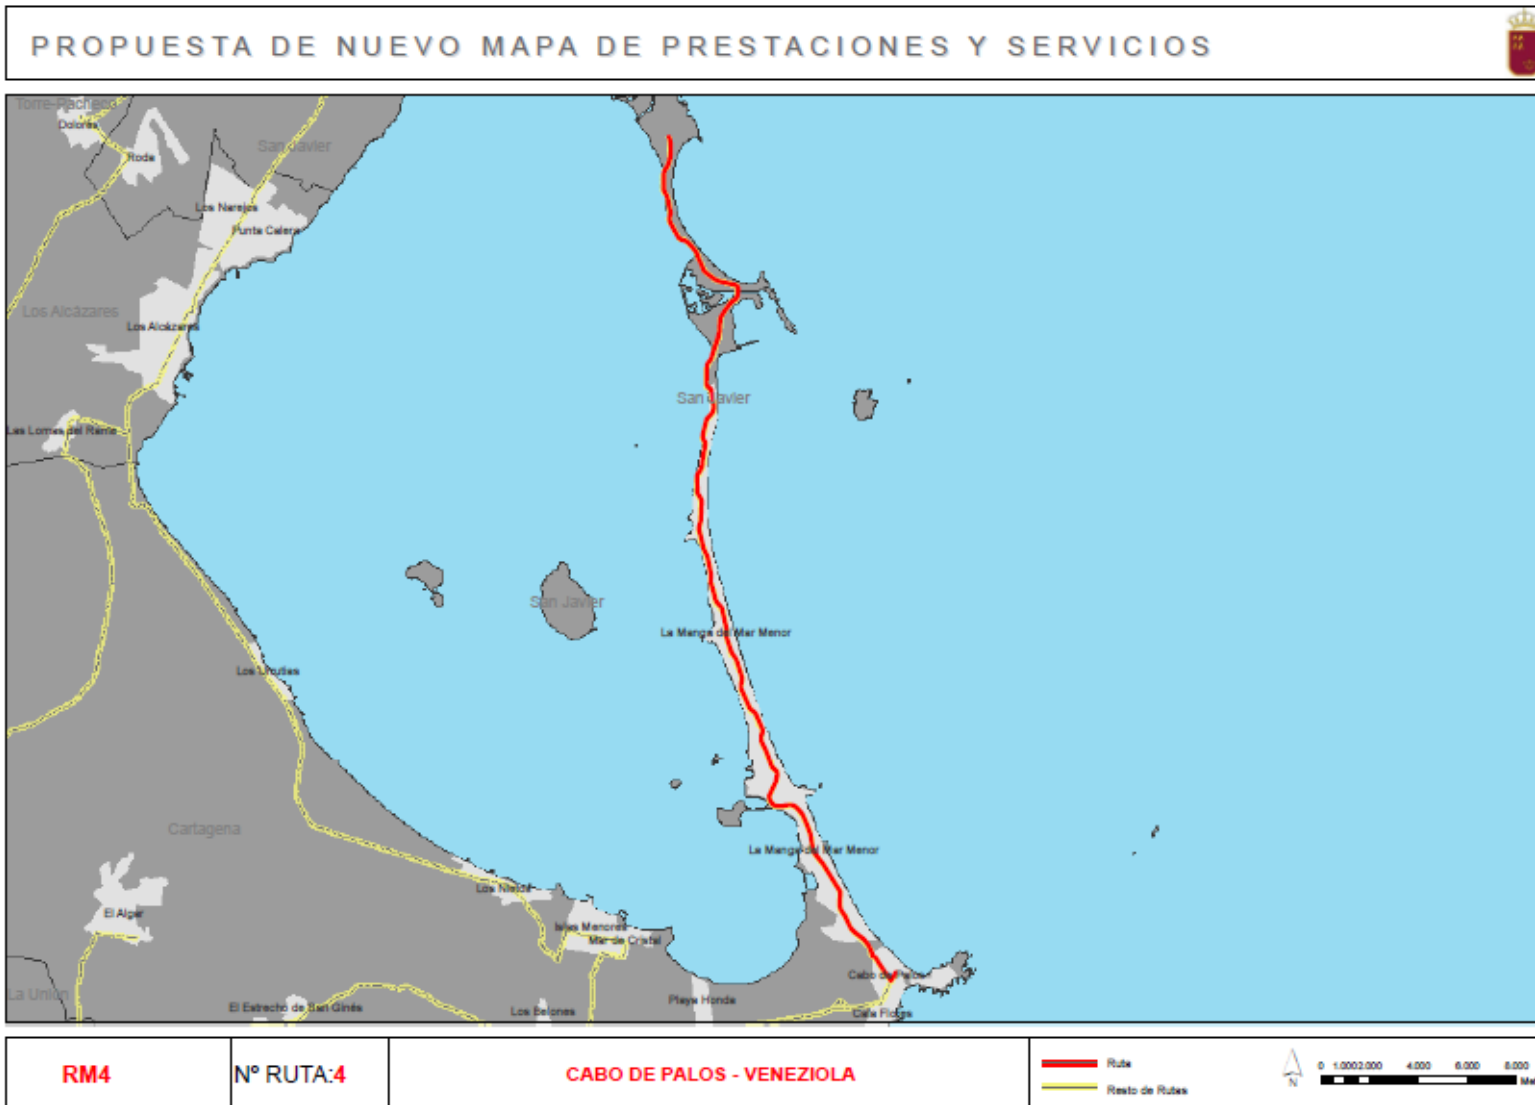 PROPUESTA DE NUEVO MAPA DE PRESTACIONES Y SERVICIOS
Torre-Pacheco
Dolores
Roda
San Javier
Los Narejos
Punta Calera
Los Alcázares
Los Alcázares
San Javier
Las Lomas del Rame
San Javier
La Manga del Mar Menor
Los Urrutias
Cartagena
La Manga del Mar Menor
Los Nietos
El Algar
Islas Menores
Mar de Cristal
Cabo de Palos
La Unión
Playa Honda
El Estrecho de San Ginés
Los Belones
Cala Flores
RM4
Nº RUTA:4
CABO DE PALOS - VENEZIOLA
Ruta
Resto de Rutas
N
0 1.0002.000 4.000 6.000 8.000